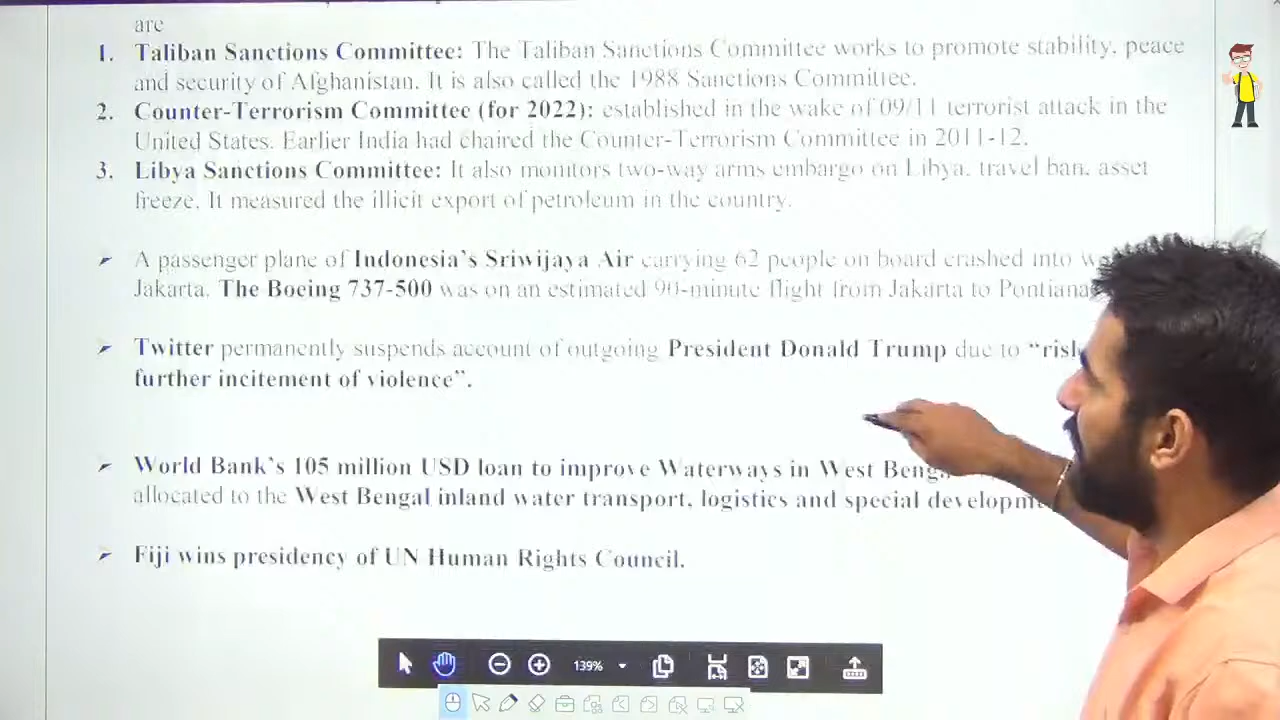 are
1. Taliban Sanctions Committee: The Taliban Sanctions Committee works to promote stability, peace
and security of Afghanistan. It is also called the 1988 Sanctions Committee.
2. Counter-Terrorism Committee (for 2022): established in the wake of 09/11 terrorist attack in the
United States. Earlier India had chaired the Counter-Terrorism Committee in 2011-12.
3. Libya Sanctions Committee: It also monitors two-way arms embargo on Libya, travel ban, asset
freeze. It measured the illicit export of petroleum in the country.
➢ A passenger plane of Indonesia's Sriwijaya Air carrying 62 people on board crashed into
Jakarta. The Boeing 737-500 was on an estimated 90-minute flight from Jakarta to
➢ Twitter permanently suspends account of outgoing President Donald Trump due to
further incitement of violence".
➢ World Bank's 105 million USD loan to improve Waterways in West
allocated to the West Bengal inland water transport, logistics and special
➢ Fiji wins presidency of UN Human Rights Council.
139%